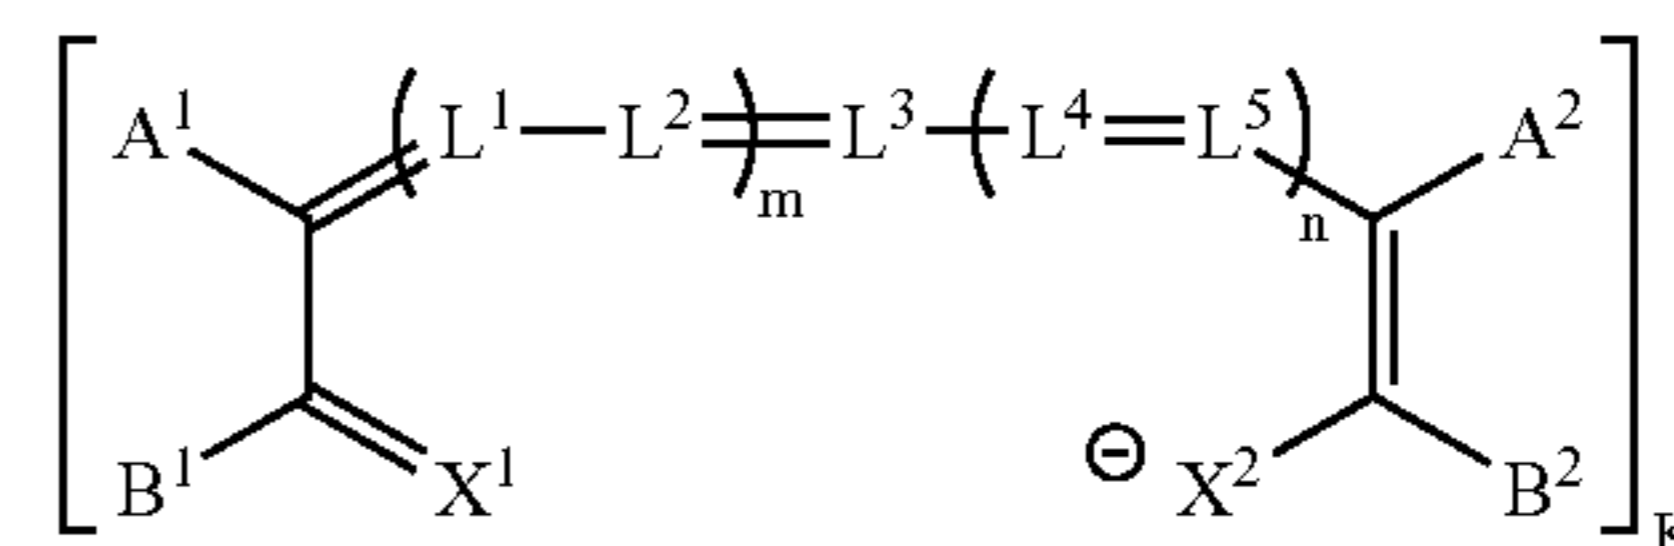 A¹ (L¹—L²)ₘ=L³—(L⁴=L⁵)ₙ A²
B¹ X¹ ⊖ X² B²